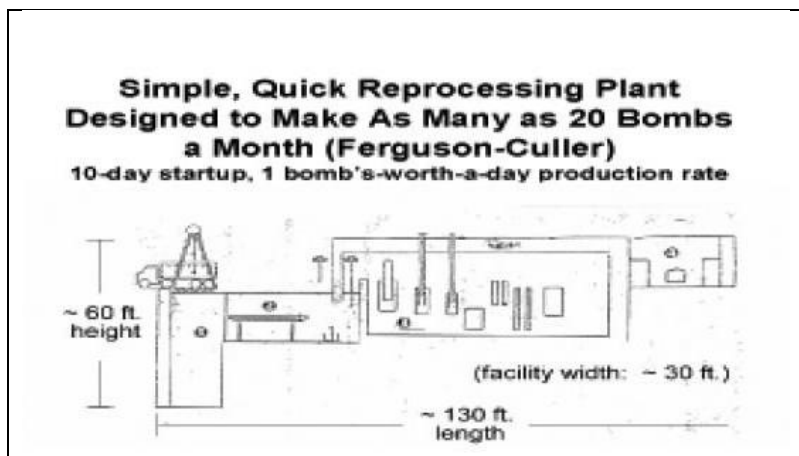 Simple, Quick Reprocessing Plant
Designed to Make As Many as 20 Bombs
a Month (Ferguson-Culler)
10-day startup, 1 bomb's-worth-a-day production rate
~ 60 ft.
height
(facility width: ~ 30 ft.)
~ 130 ft.
length